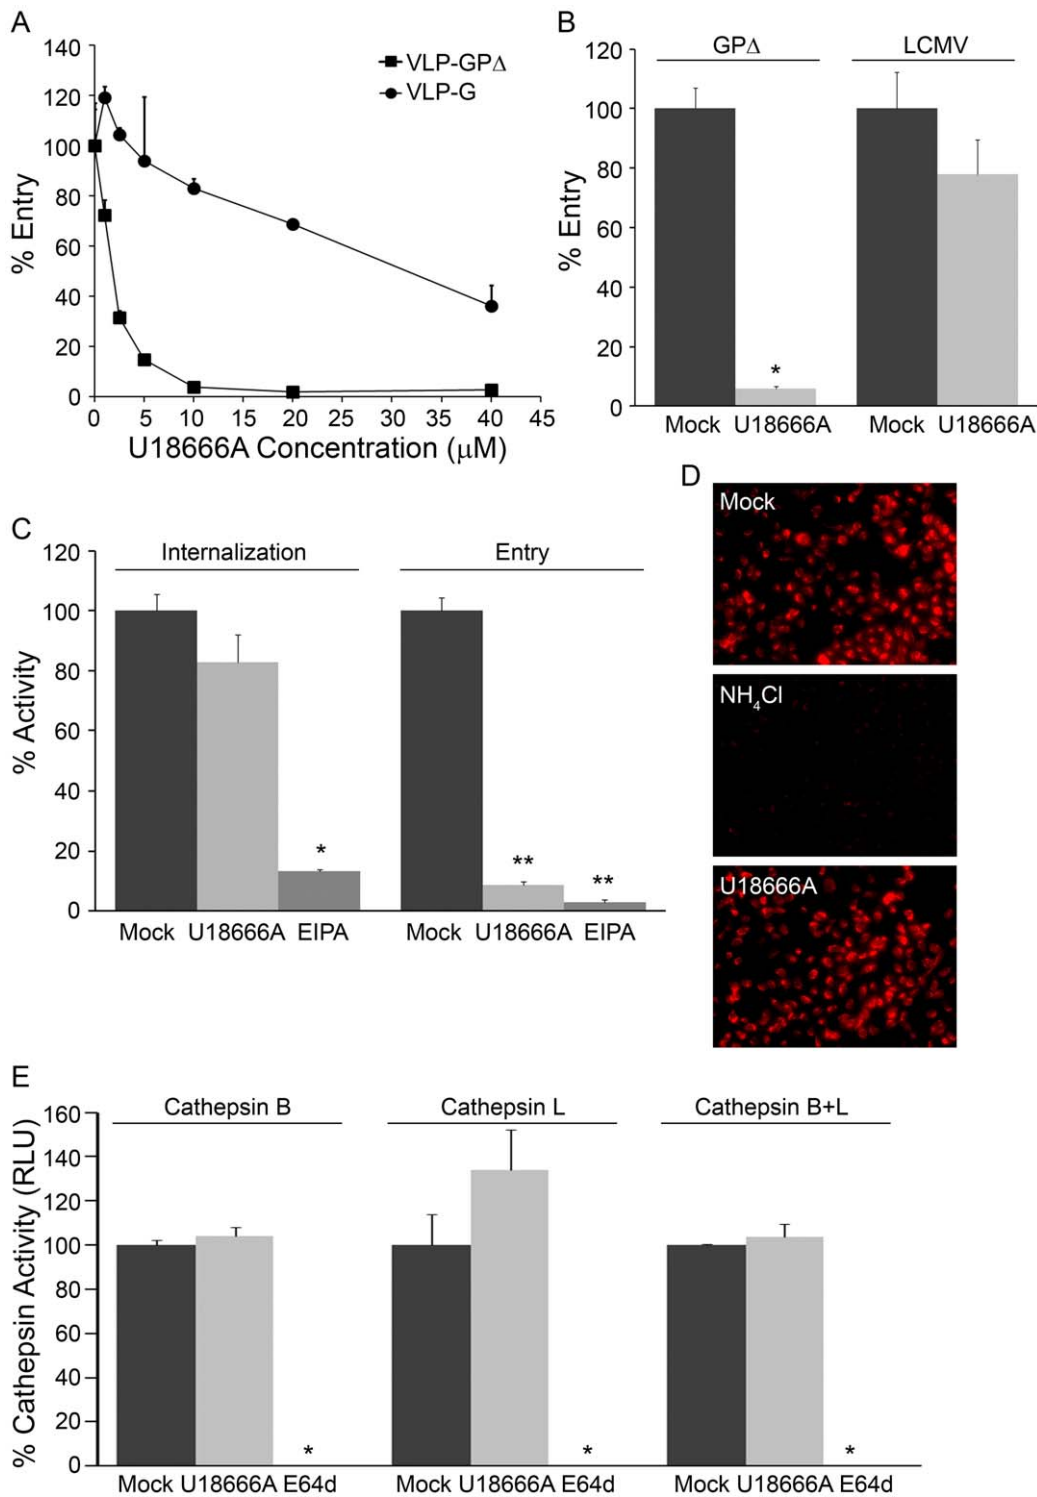 A
140
120
100
80
60
40
20
0
% Entry
VLP-GPΔ
VLP-G
0 5 10 15 20 25 30 35 40 45
U18666A Concentration (μM)
B
120
100
80
60
40
20
0
% Entry
GPΔ LCMV
*
Mock U18666A Mock U18666A
C
120
100
80
60
40
20
0
% Activity
Internalization Entry
* ** **
Mock U18666A EIPA Mock U18666A EIPA
D
Mock
NH4Cl
U18666A
E
160
140
120
100
80
60
40
20
0
% Cathepsin Activity (RLU)
Cathepsin B Cathepsin L Cathepsin B+L
* * *
Mock U18666A E64d Mock U18666A E64d Mock U18666A E64d